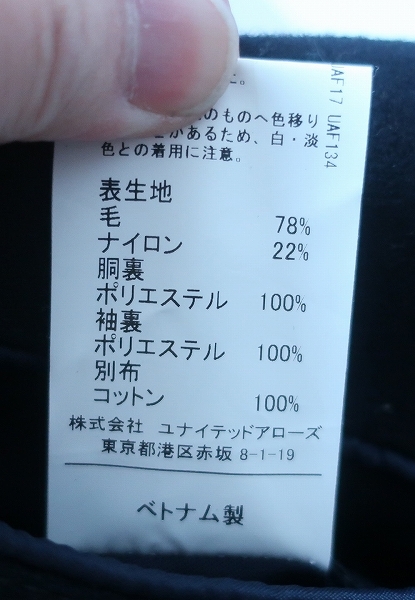 た。
のものへ色移り
があるため、白・淡
色との着用に注意。
表生地
毛 78%
ナイロン 22%
胴裏
ポリエステル 100%
袖裏
ポリエステル 100%
別布
コットン 100%
株式会社 ユナイテッドアローズ
東京都港区赤坂 8-1-19
ベトナム製
UAF17 UAF134